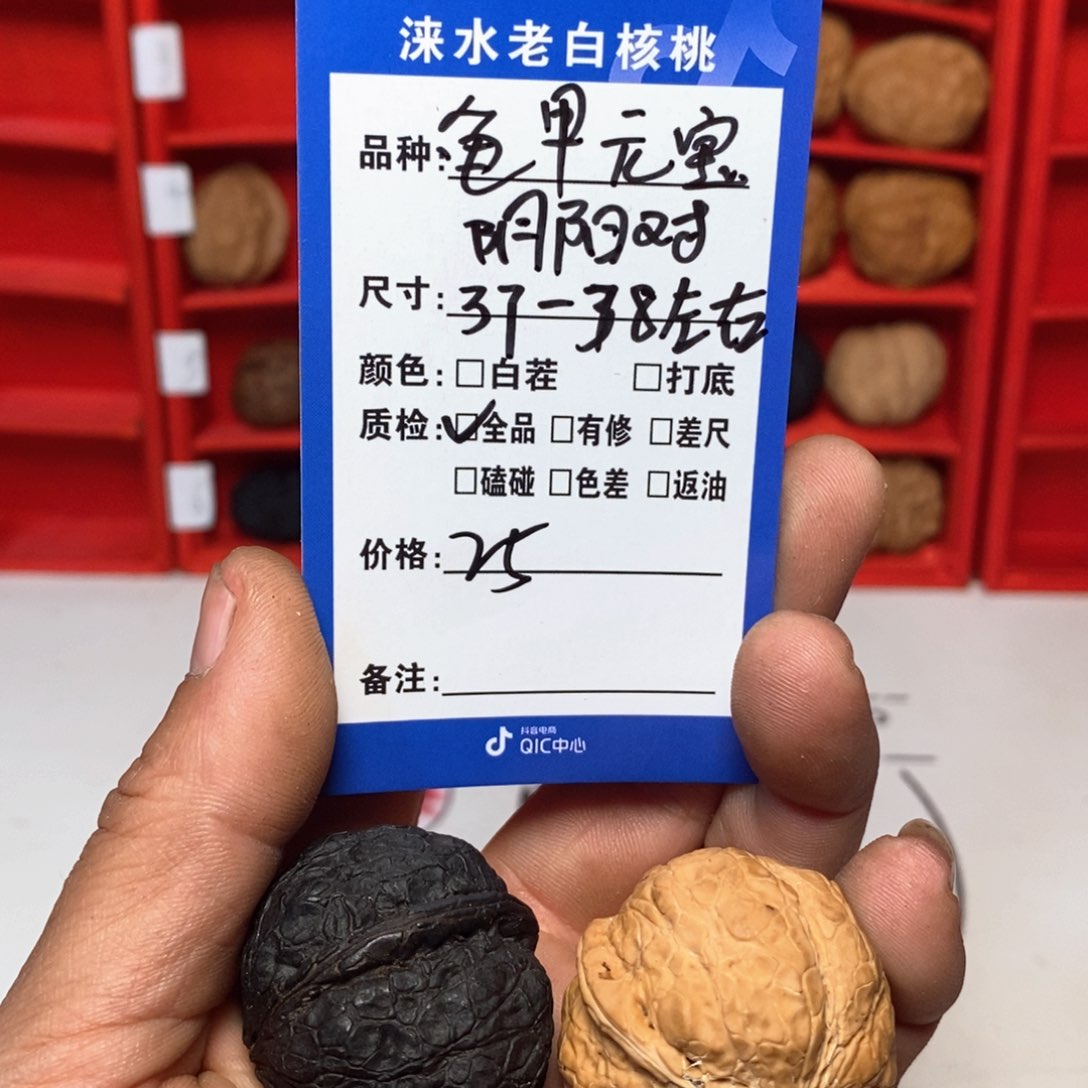 涞水老白核桃
品种:龟甲元宝
阴阳对
尺寸:37-38左右
颜色:□白茬 □打底
质检:☑全品 □有修 □差尺
□磕碰 □色差 □返油
价格:25
备注:
抖音电商
QIC中心